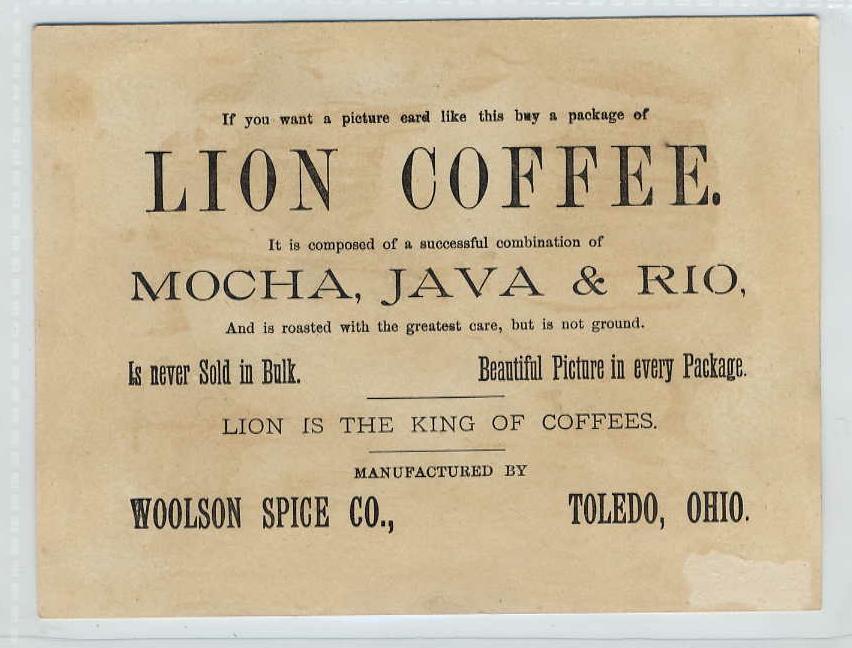 If you want a picture card like this buy a package of
LION COFFEE.
It is composed of a successful combination of
MOCHA, JAVA & RIO,
And is roasted with the greatest care, but is not ground.
Is never Sold in Bulk. Beautiful Picture in every Package.
LION IS THE KING OF COFFEES.
MANUFACTURED BY
WOOLSON SPICE CO., TOLEDO, OHIO.